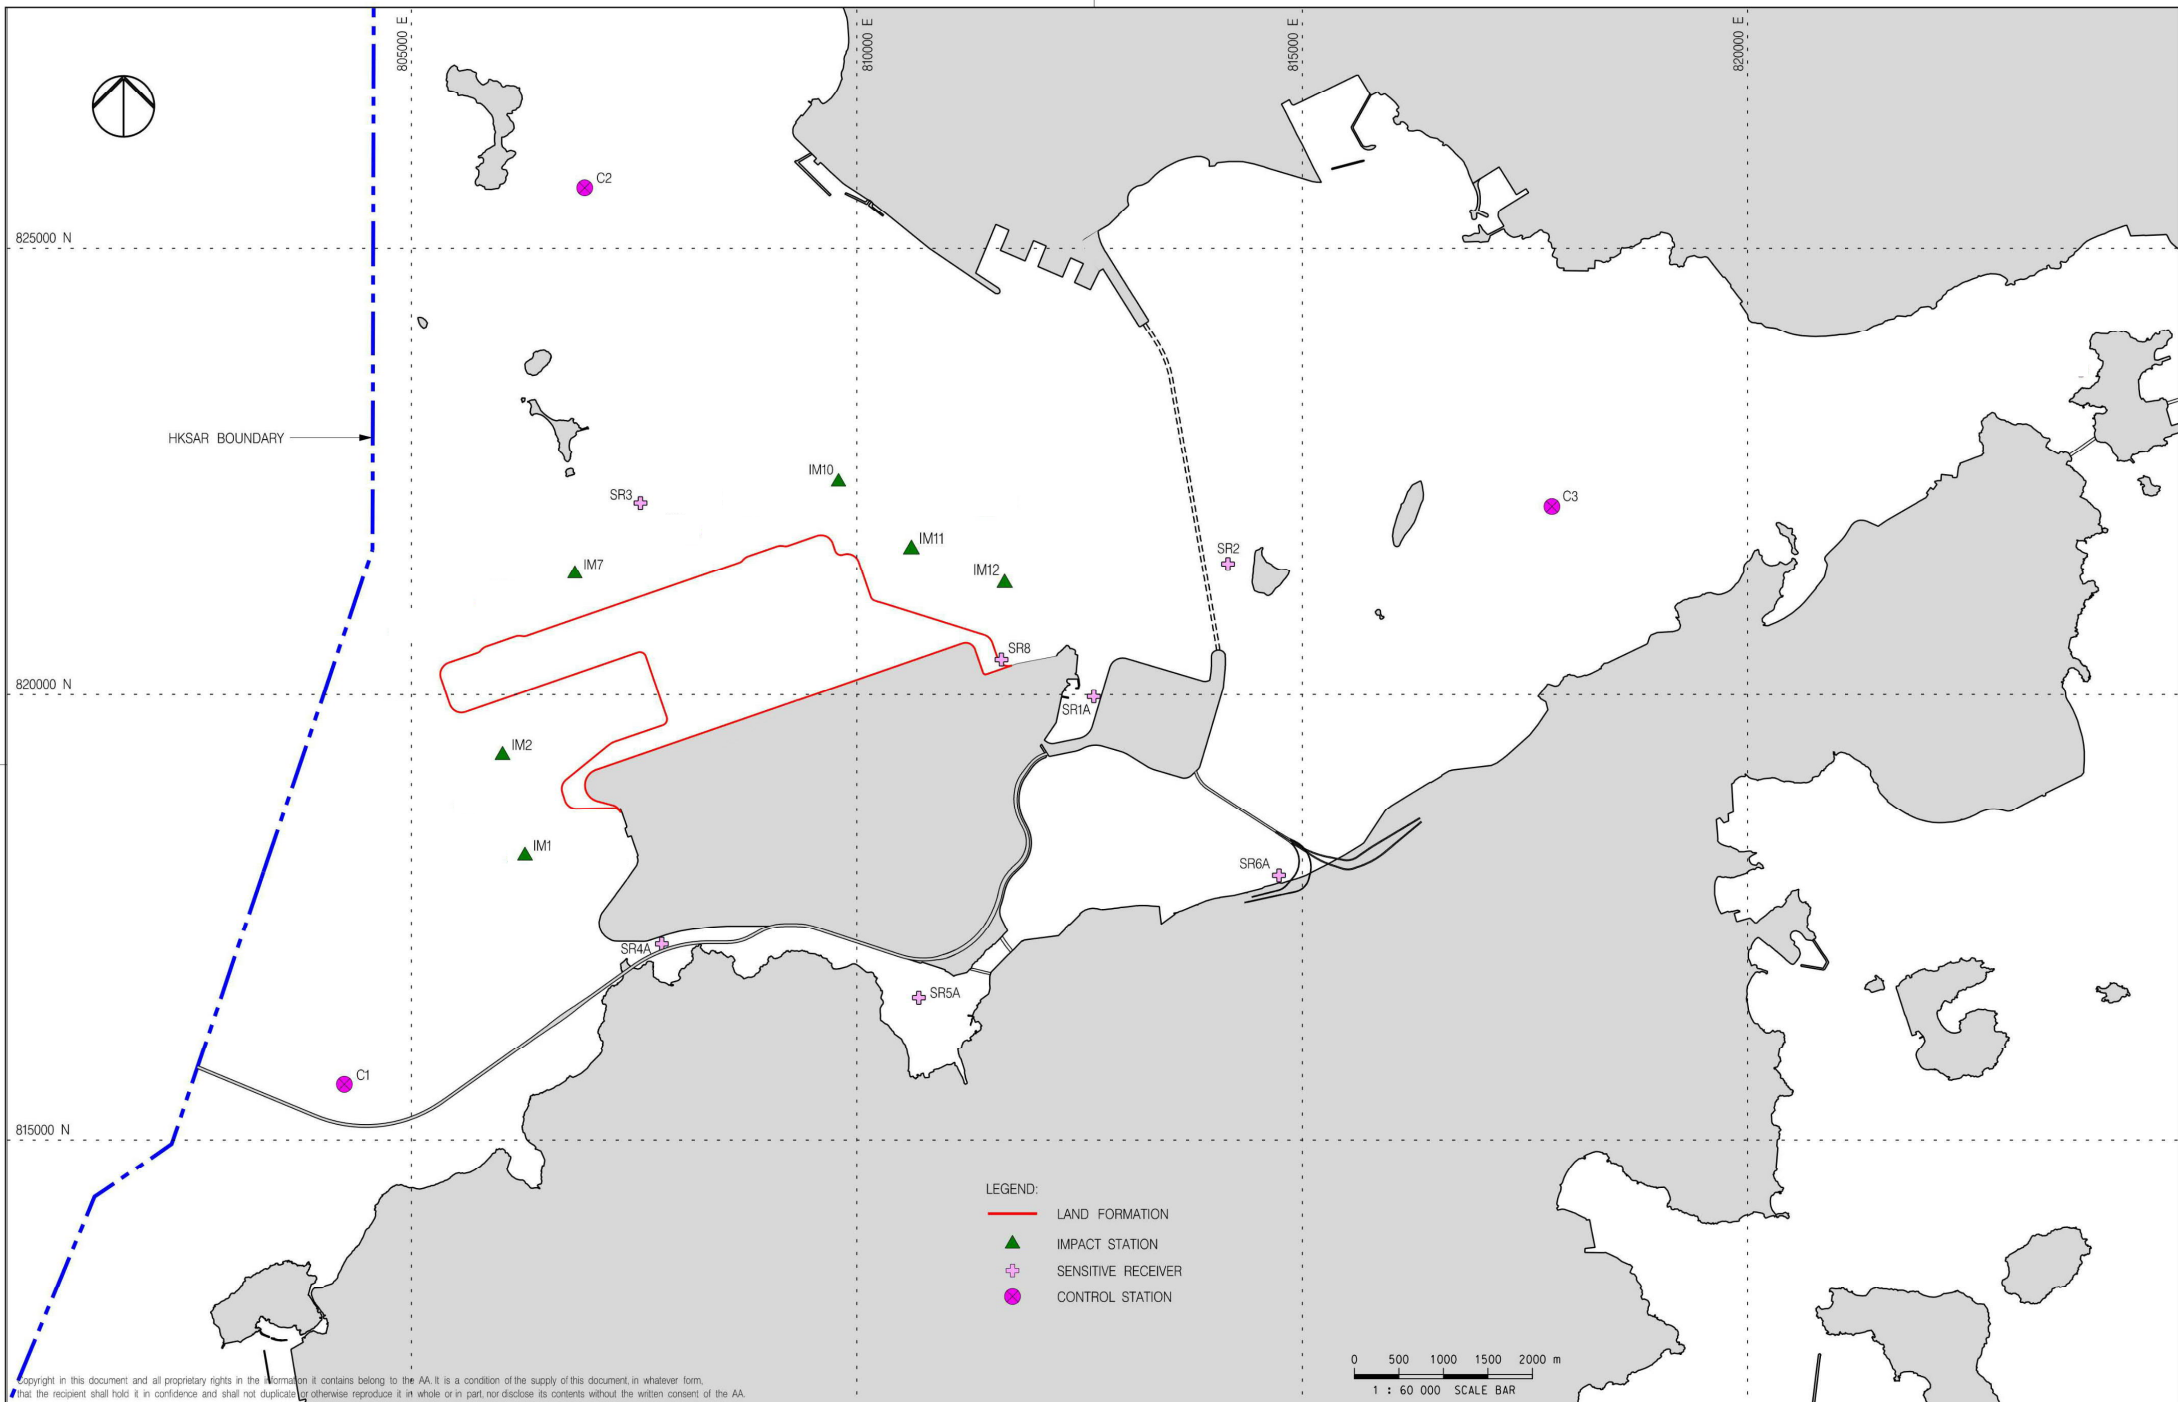 805000 E
810000 E
815000 E
820000 E
C2
825000 N
HKSAR BOUNDARY
IM10
SR3
C3
IM11
SR2
IM7
IM12
SR8
820000 N
SR1A
IM2
IM1
SR6A
SR4A
SR5A
C1
815000 N
LEGEND:
LAND FORMATION
IMPACT STATION
SENSITIVE RECEIVER
CONTROL STATION
0 500 1000 1500 2000 m
1 : 60 000 SCALE BAR
Copyright in this document and all proprietary rights in the information it contains belong to the AA. It is a condition of the supply of this document, in whatever form,
that the recipient shall hold it in confidence and shall not duplicate or otherwise reproduce it in whole or in part, nor disclose its contents without the written consent of the AA.